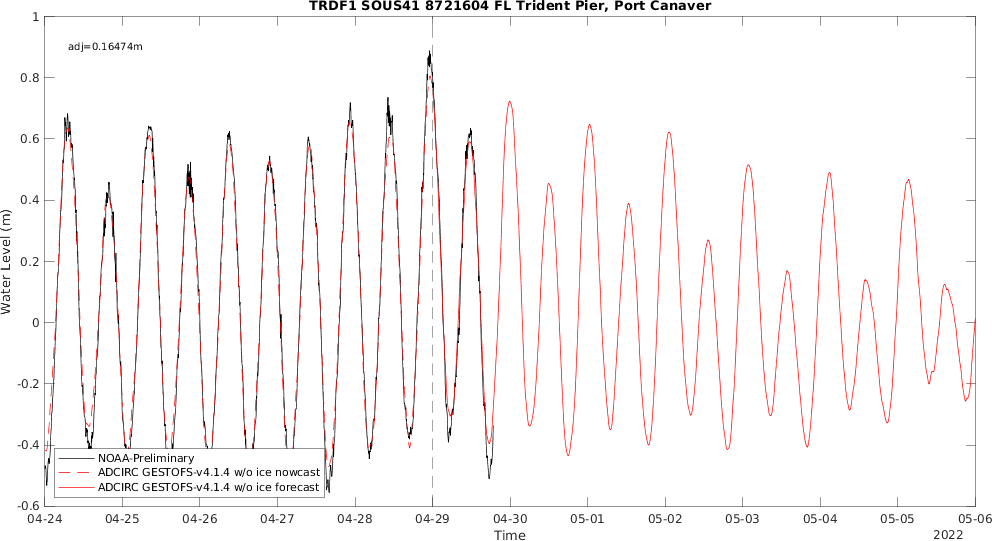 TRDF1 SOUS41 8721604 FL Trident Pier, Port Canaver
adj=0.16474m
1
0.8
0.6
0.4
0.2
0
-0.2
-0.4
-0.6
Water Level (m)
NOAA-Preliminary
ADCIRC GESTOFS-v4.1.4 w/o ice nowcast
ADCIRC GESTOFS-v4.1.4 w/o ice forecast
04-24 04-25 04-26 04-27 04-28 04-29 04-30 05-01 05-02 05-03 05-04 05-05 05-06
Time
2022